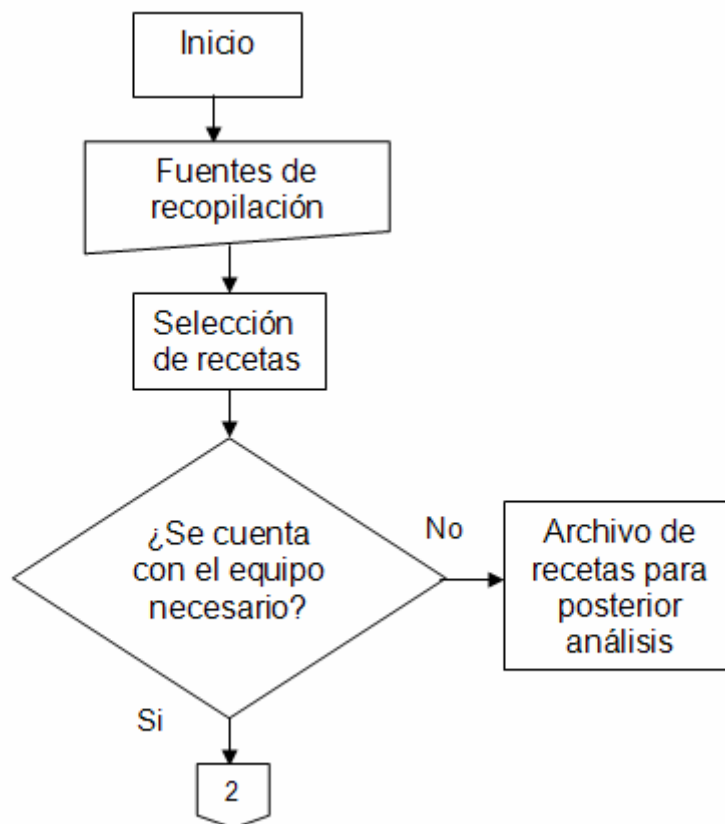 Inicio
Fuentes de
recopilación
Selección
de recetas
¿Se cuenta
con el equipo
necesario?
No
Archivo de
recetas para
posterior
análisis
Si
2